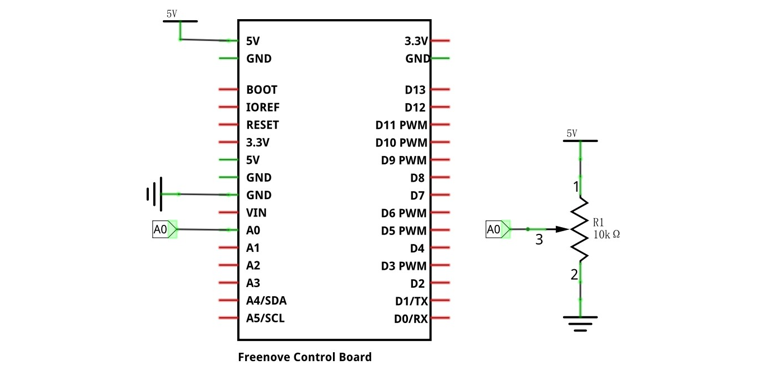 5V
5V
GND
BOOT
IOREF
RESET
3.3V
5V
GND
GND
VIN
A0
A0
A1
A2
A3
A4/SDA
A5/SCL
3.3V
GND
D13
D12
D11 PWM
D10 PWM
D9 PWM
D8
D7
D6 PWM
D5 PWM
D4
D3 PWM
D2
D1/TX
D0/RX
Freenove Control Board
5V
1
R1
10kΩ
A0
3
2